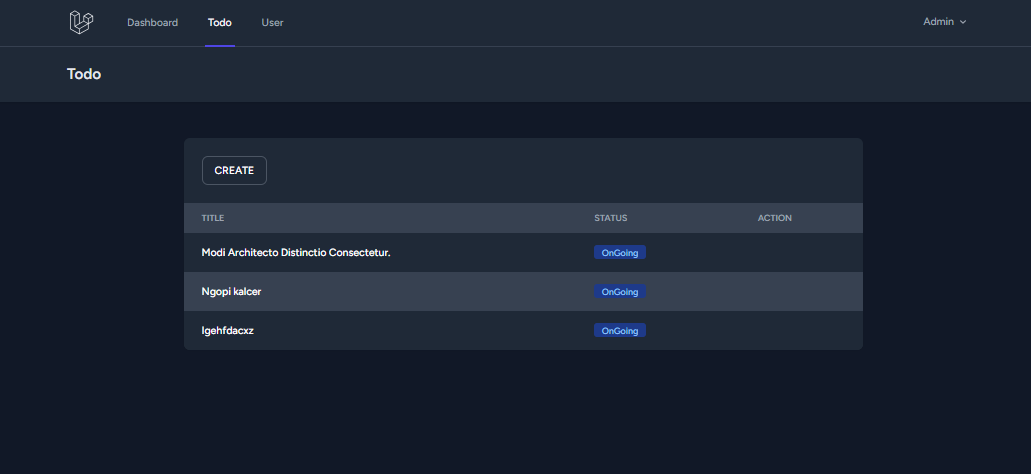 Dashboard Todo User Admin
Todo
CREATE
TITLE STATUS ACTION
Modi Architecto Distinctio Consectetur. OnGoing
Ngopi kalcer OnGoing
Igehfdacxz OnGoing